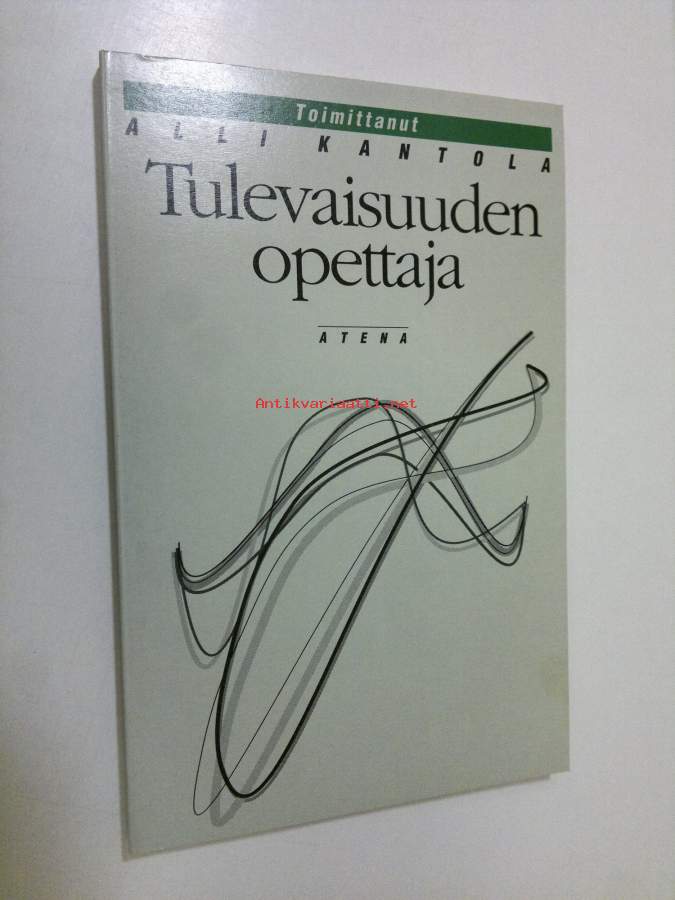 Toimittanut
ALLI KANTOLA
Tulevaisuuden
opettaja
ATENA
Antikvariaatti.net